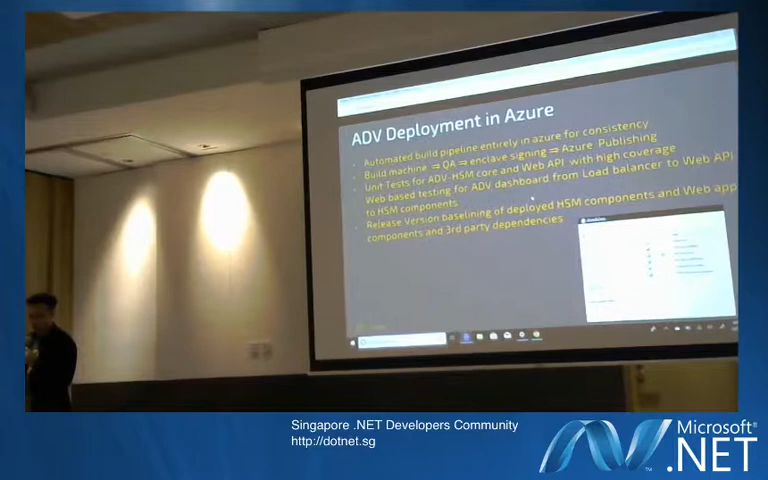 ADV Deployment in Azure
Automated build pipeline entirely in azure for consistency
Build machine ⇒ QA ⇒ enclave signing ⇒ Azure Publishing
Unit Tests for ADV-HSM core and Web API with high coverage
Web based testing for ADV dashboard from Load balancer to Web API
to HSM components
Release Version baselining of deployed HSM components and Web app
components and 3rd party dependencies
Singapore .NET Developers Community
http://dotnet.sg
Microsoft®
.NET
™